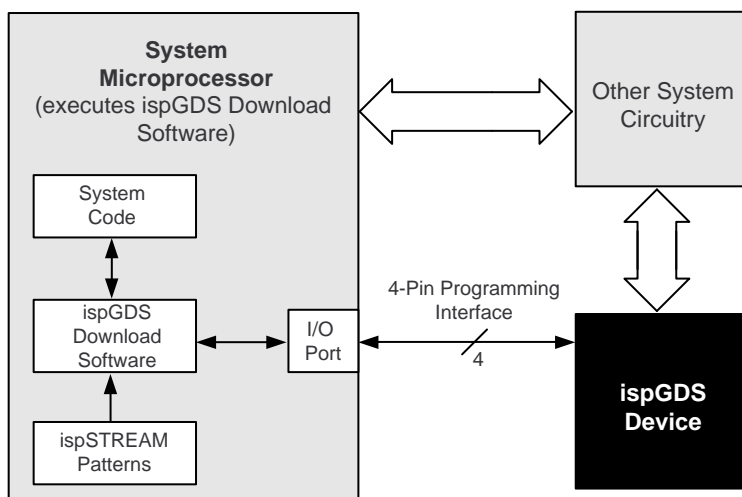 System
Microprocessor
(executes ispGDS Download
Software)
System
Code
ispGDS
Download
Software
ispSTREAM
Patterns
I/O
Port
4-Pin Programming
Interface
4
Other System
Circuitry
ispGDS
Device